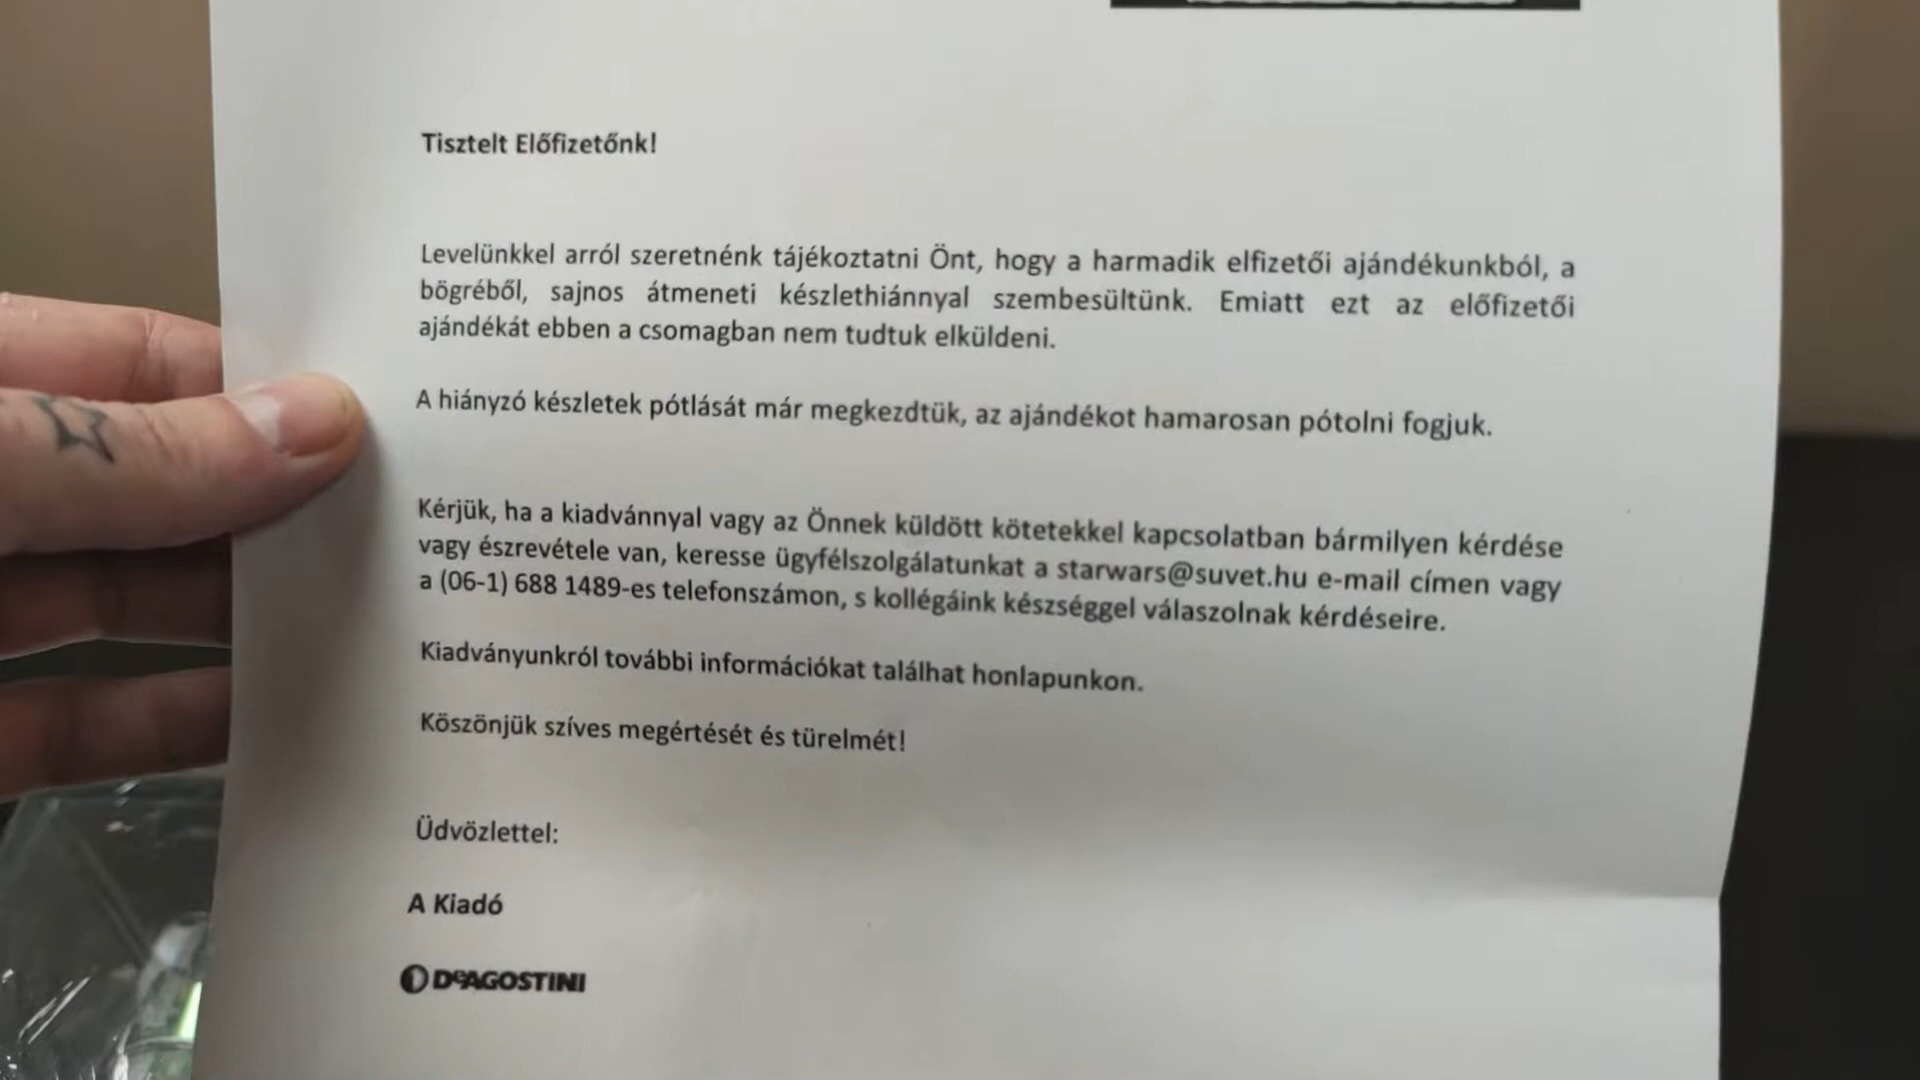 Tisztelt Előfizetőnk!
Levelünkkel arról szeretnénk tájékoztatni Önt, hogy a harmadik elfizetői ajándékunkból, a
bögréből, sajnos átmeneti készlethiánnyal szembesültünk. Emiatt ezt az előfizetői
ajándékát ebben a csomagban nem tudtuk elküldeni.
A hiányzó készletek pótlását már megkezdtük, az ajándékot hamarosan pótolni fogjuk.
Kérjük, ha a kiadvánnyal vagy az Önnek küldött kötetekkel kapcsolatban bármilyen kérdése
vagy észrevétele van, keresse ügyfélszolgálatunkat a starwars@suvet.hu e-mail címen vagy
a (06-1) 688 1489-es telefonszámon, s kollégáink készséggel válaszolnak kérdéseire.
Kiadványunkról további információkat találhat honlapunkon.
Köszönjük szíves megértését és türelmét!
Üdvözlettel:
A Kiadó
DeAGOSTINI